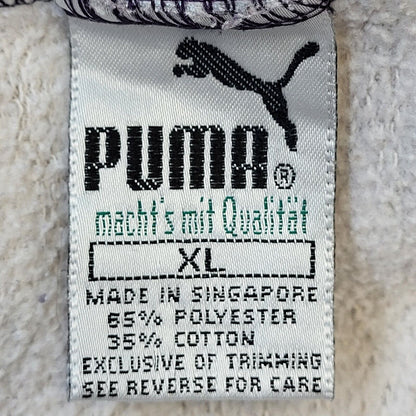 PUMA®
macht's mit Qualität
XL
MADE IN SINGAPORE
65% POLYESTER
35% COTTON
EXCLUSIVE OF TRIMMING
SEE REVERSE FOR CARE